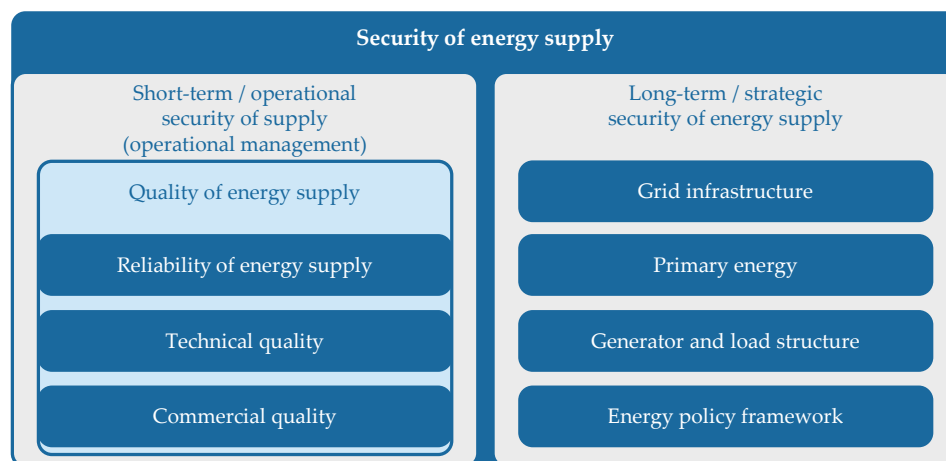 Security of energy supply
Short-term / operational
security of supply
(operational management)
Quality of energy supply
Reliability of energy supply
Technical quality
Commercial quality
Long-term / strategic
security of energy supply
Grid infrastructure
Primary energy
Generator and load structure
Energy policy framework